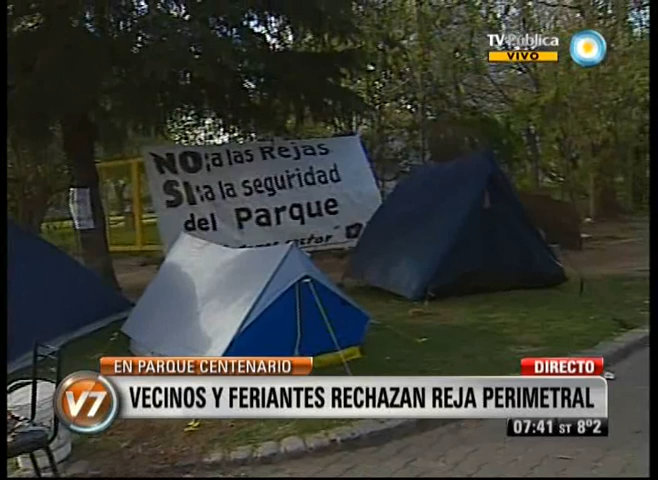 TV Pública
VIVO
NO: a las Rejas
SI: a la seguridad
del Parque
EN PARQUE CENTENARIO
DIRECTO
V7
VECINOS Y FERIANTES RECHAZAN REJA PERIMETRAL
07:41 ST 8º2